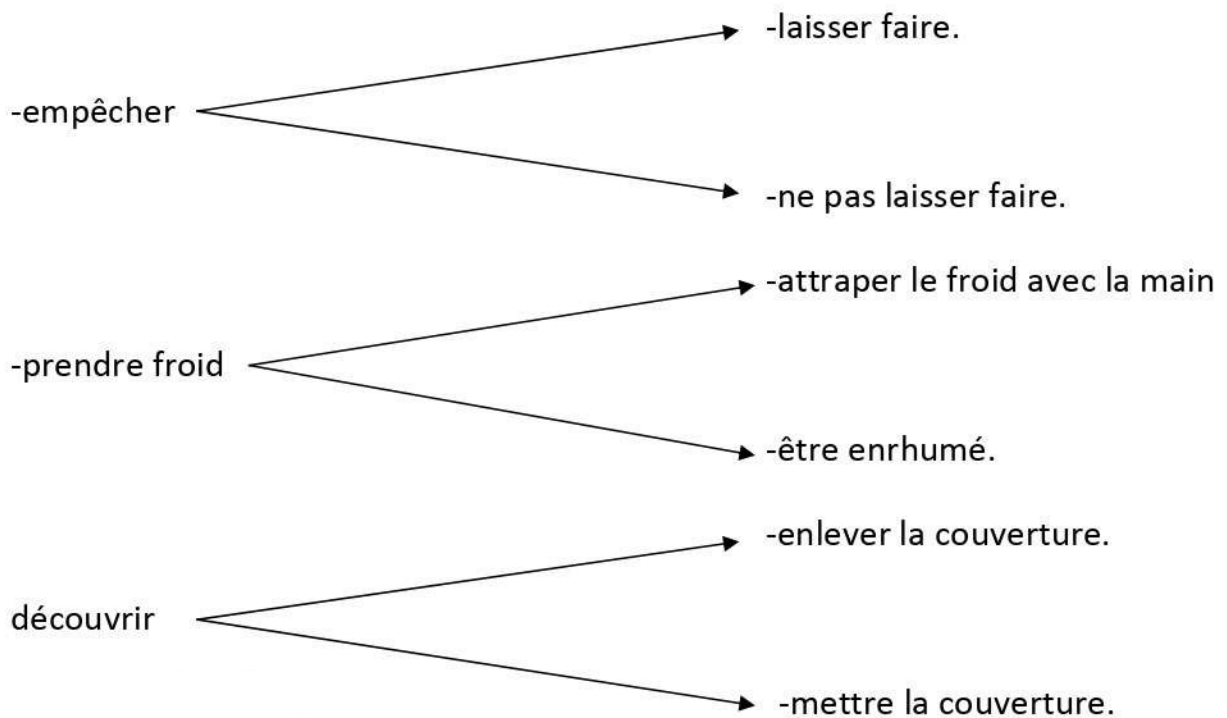 -laisser faire.
-empêcher
-ne pas laisser faire.
-attraper le froid avec la main
-prendre froid
-être enrhumé.
-enlever la couverture.
découvrir
-mettre la couverture.